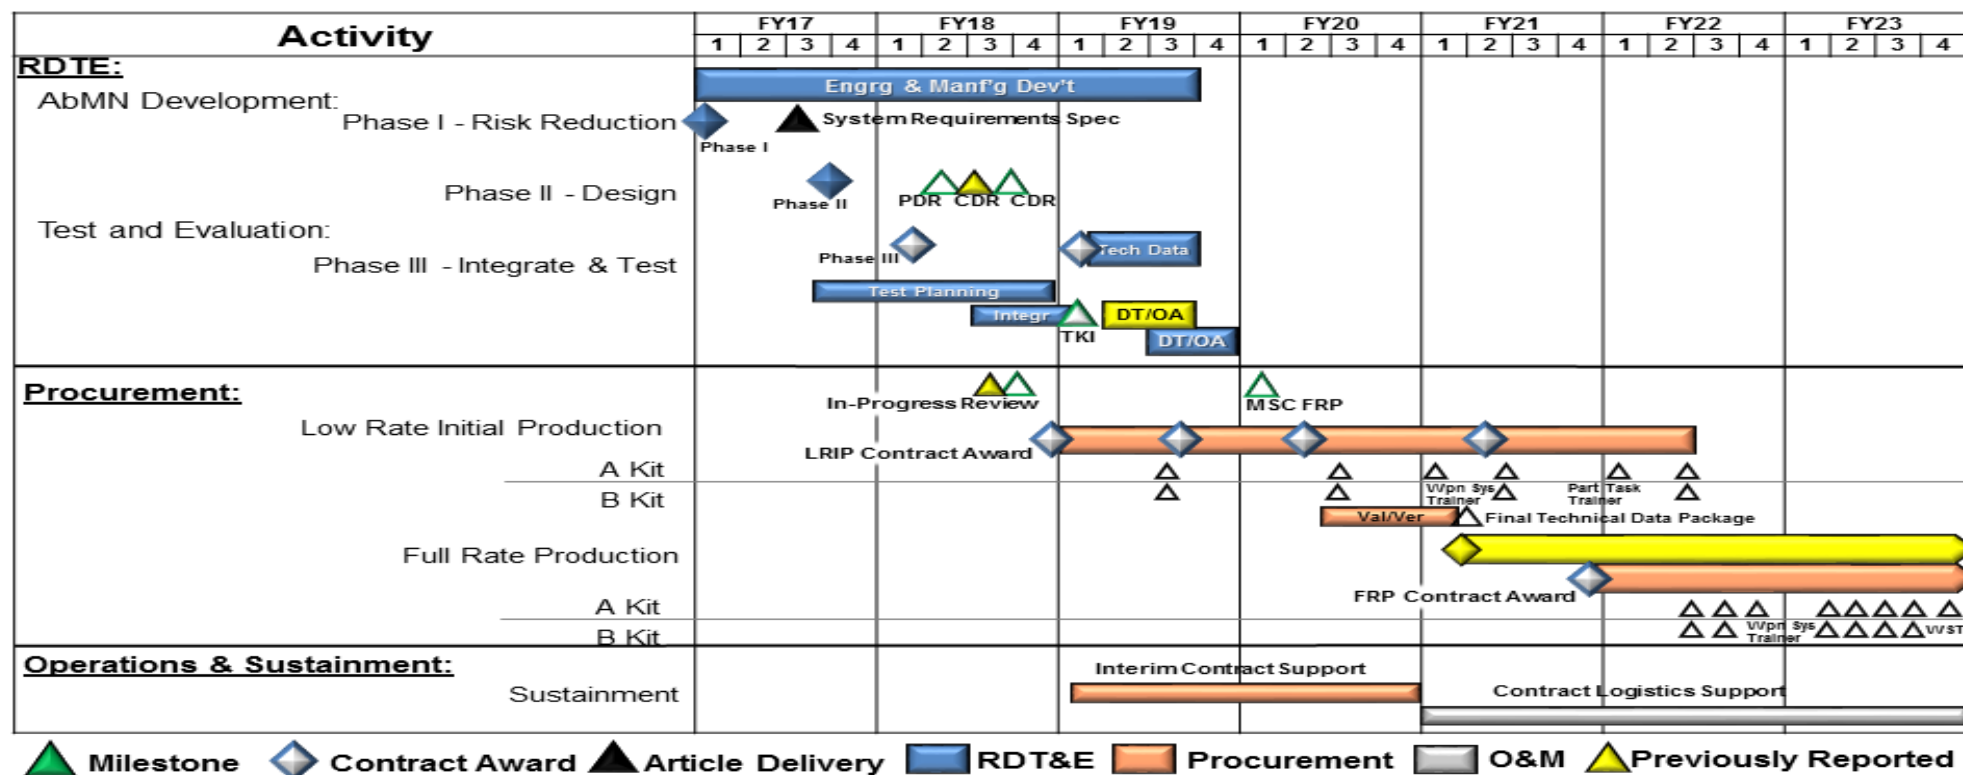 Activity FY17 FY18 FY19 FY20 FY21 FY22 FY23
1 2 3 4 1 2 3 4 1 2 3 4 1 2 3 4 1 2 3 4 1 2 3 4 1 2 3 4
RDTE:
Engrg & Manf'g Dev't
AbMN Development:
Phase I - Risk Reduction System Requirements Spec
Phase I
Phase II - Design
Phase II PDR CDR CDR
Test and Evaluation:
Phase III Tech Data
Phase III - Integrate & Test
Test Planning
Integr DT/OA
TKI DT/OA
Procurement:
In-Progress Review MSC FRP
Low Rate Initial Production
LRIP Contract Award
A Kit
B Kit Wpn Sys Trainer Part Task Trainer
Val/Ver Final Technical Data Package
Full Rate Production
FRP Contract Award
A Kit
B Kit Wpn Sys Trainer WST
Operations & Sustainment:
Interim Contract Support
Sustainment Contract Logistics Support
Milestone Contract Award Article Delivery RDT&E Procurement O&M Previously Reported